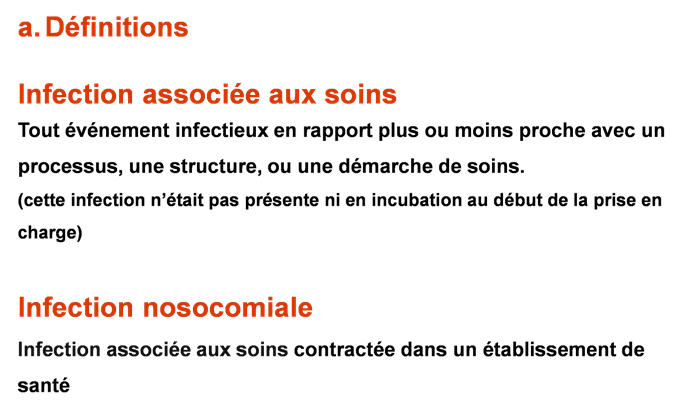 a. Définitions
Infection associée aux soins
Tout événement infectieux en rapport plus ou moins proche avec un
processus, une structure, ou une démarche de soins.
(cette infection n’était pas présente ni en incubation au début de la prise en
charge)
Infection nosocomiale
Infection associée aux soins contractée dans un établissement de
santé